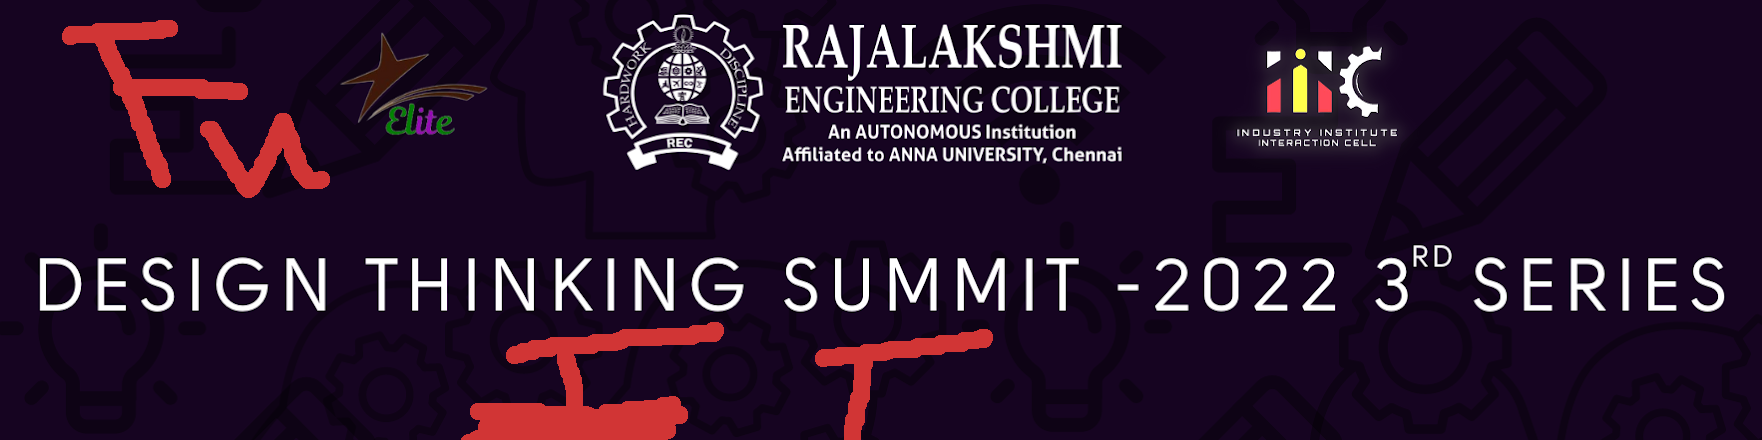 Fu
Elite
HARDWORK
DISCIPLINE
REC
RAJALAKSHMI
ENGINEERING COLLEGE
An AUTONOMOUS Institution
Affiliated to ANNA UNIVERSITY, Chennai
INDUSTRY INSTITUTE
INTERACTION CELL
DESIGN THINKING SUMMIT -2022 3RD SERIES
I T